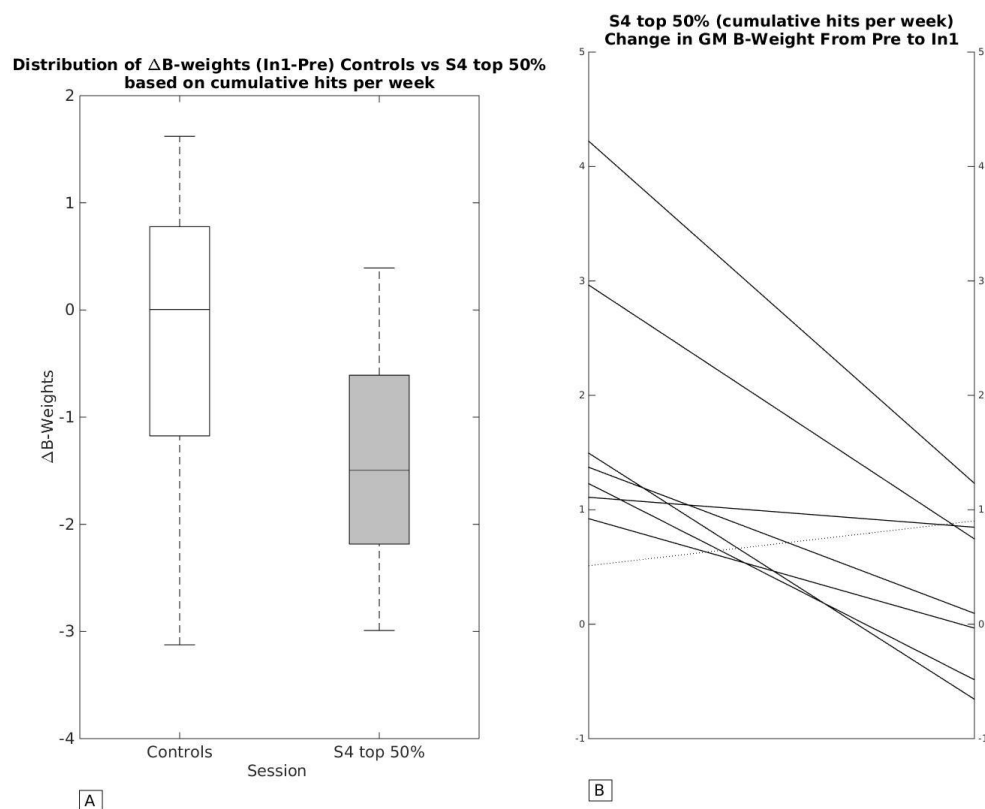 Distribution of ΔB-weights (In1-Pre) Controls vs S4 top 50%
based on cumulative hits per week
2
1
0
-1
-2
-3
-4
ΔB-Weights
Controls
S4 top 50%
Session
A
S4 top 50% (cumulative hits per week)
Change in GM B-Weight From Pre to In1
5
4
3
2
1
0
-1
5
4
3
2
1
0
-1
B